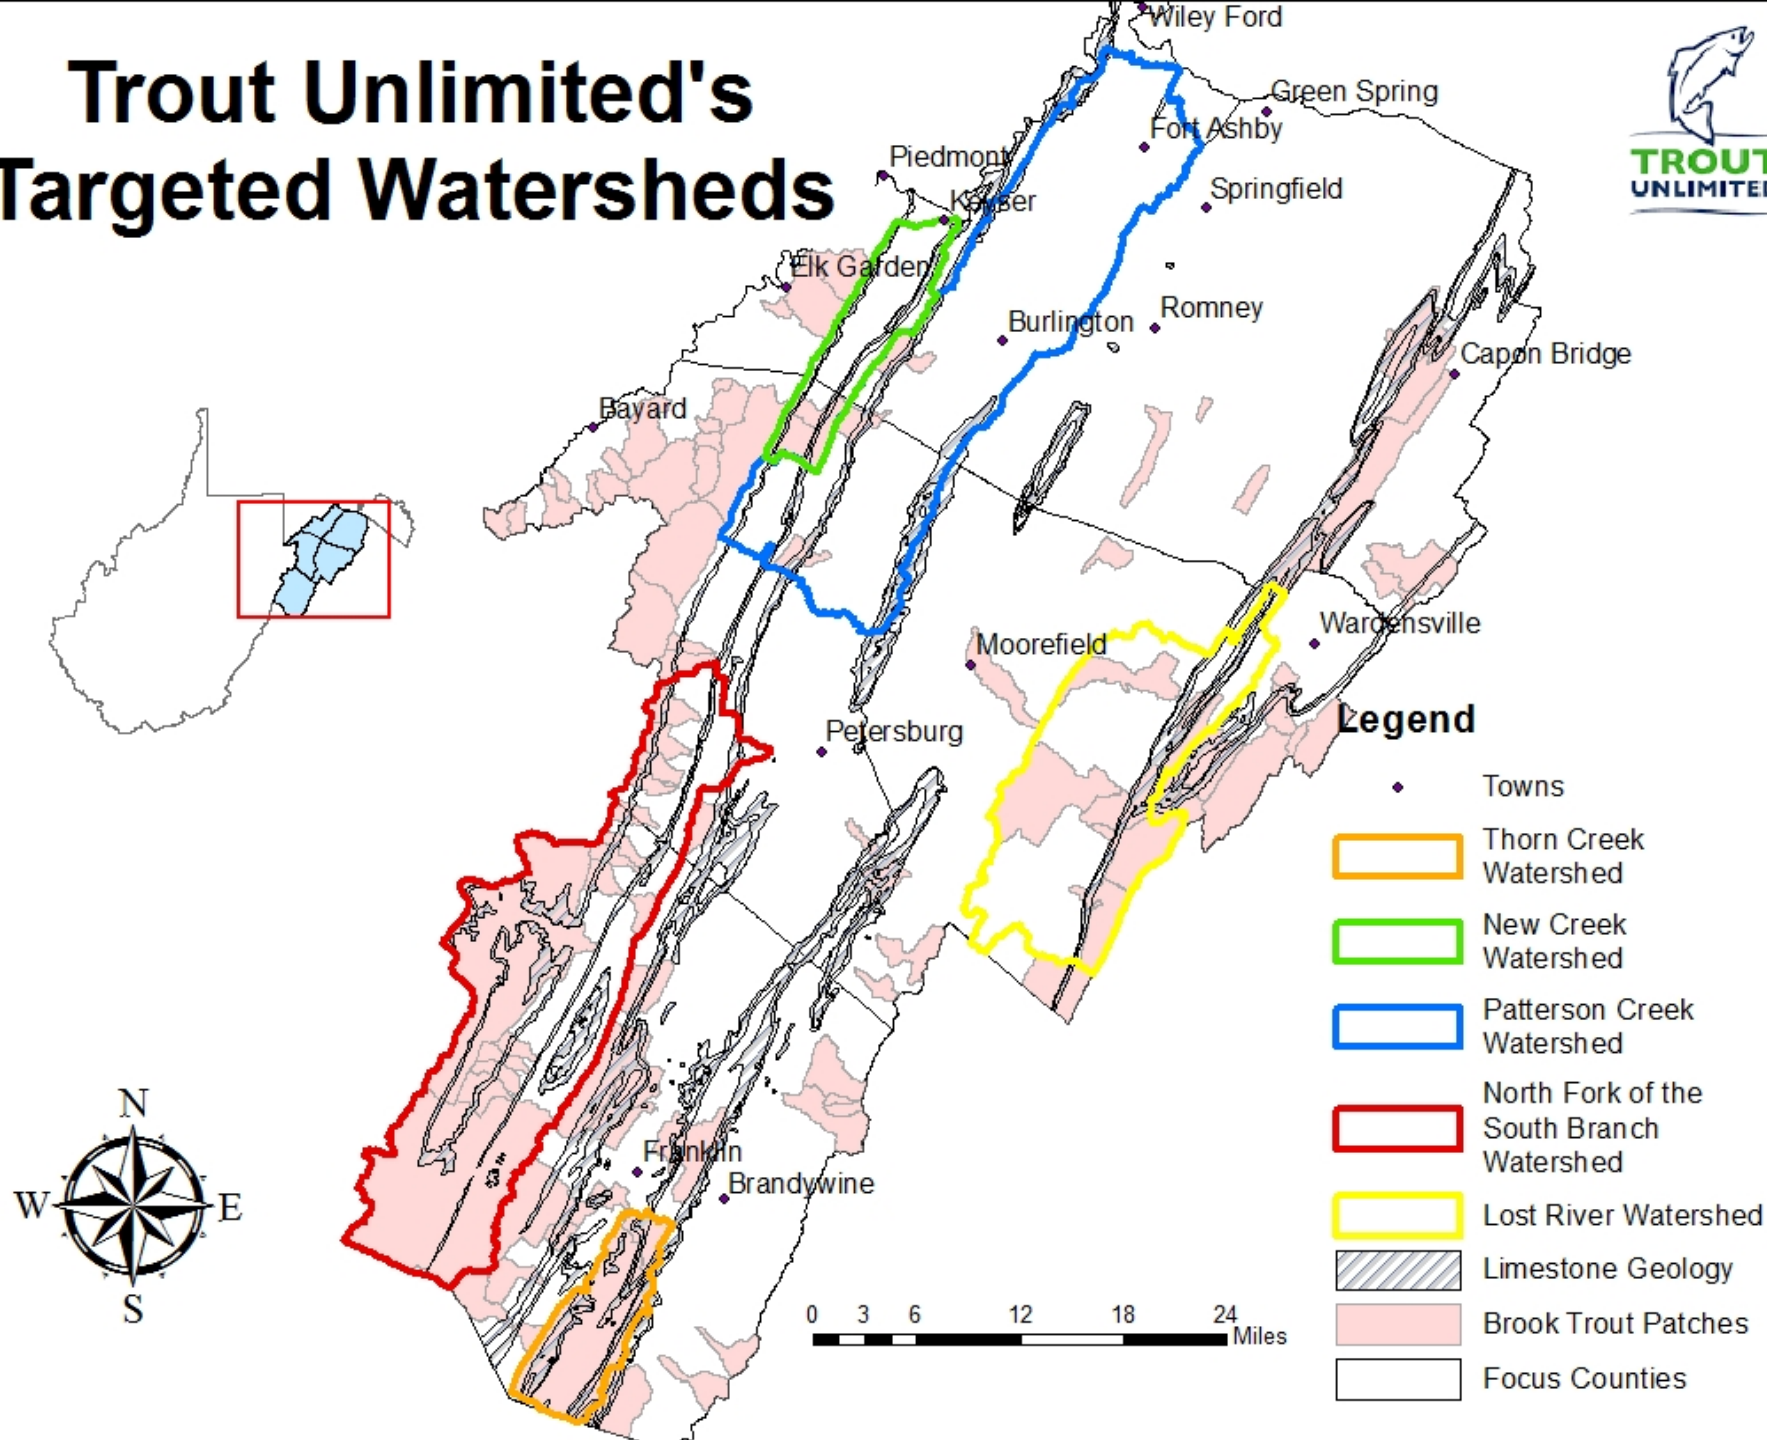 Trout Unlimited's
Targeted Watersheds
Wiley Ford
Green Spring
Fort Ashby
Piedmont
Springfield
Keyser
Elk Garden
Burlington
Romney
Capon Bridge
Bayard
Wardensville
Moorefield
Petersburg
Franklin
Brandywine
TROUT
UNLIMITED
Legend
Towns
Thorn Creek
Watershed
New Creek
Watershed
Patterson Creek
Watershed
North Fork of the
South Branch
Watershed
Lost River Watershed
Limestone Geology
Brook Trout Patches
Focus Counties
N
W
E
S
0 3 6 12 18 24
Miles